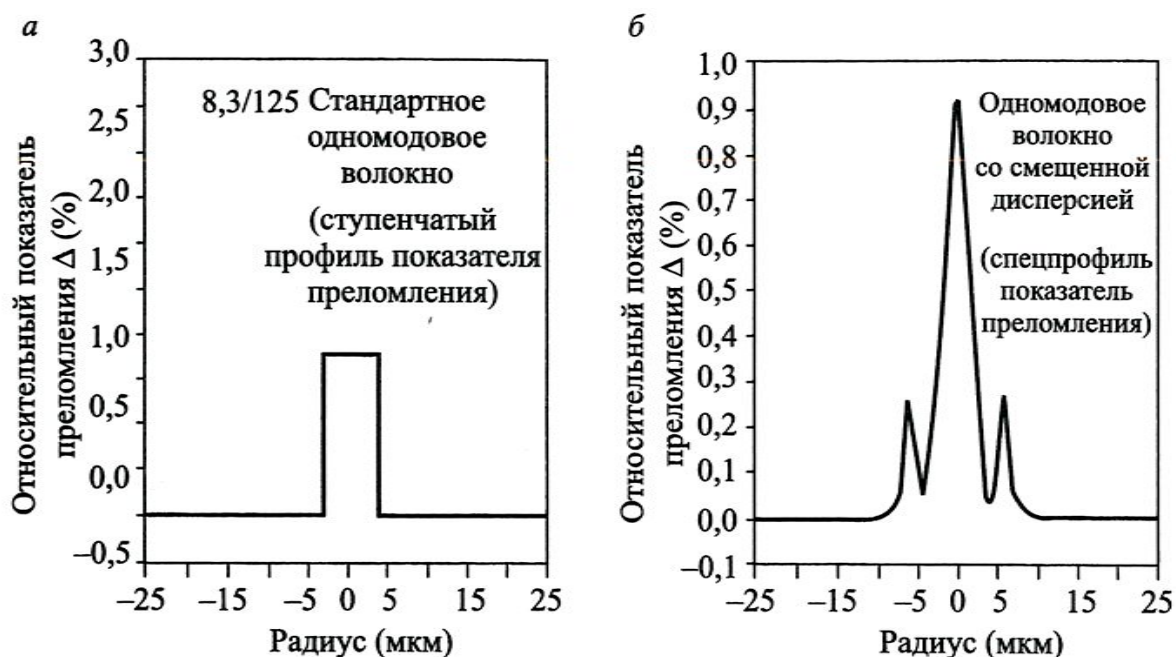 а
Относительный показатель
преломления Δ (%)
3,0
2,5
2,0
1,5
1,0
0,5
0,0
–0,5
8,3/125 Стандартное
одномодовое
волокно
(ступенчатый
профиль показателя
преломления)
–25
–15
–5
0
5
15
25
Радиус (мкм)
б
Относительный показатель
преломления Δ (%)
1,0
0,9
0,8
0,7
0,6
0,5
0,4
0,3
0,2
0,1
0,0
–0,1
Одномодовое
волокно
со смещенной
дисперсией
(спецпрофиль
показатель
преломления)
–25
–15
–5
0
5
15
25
Радиус (мкм)